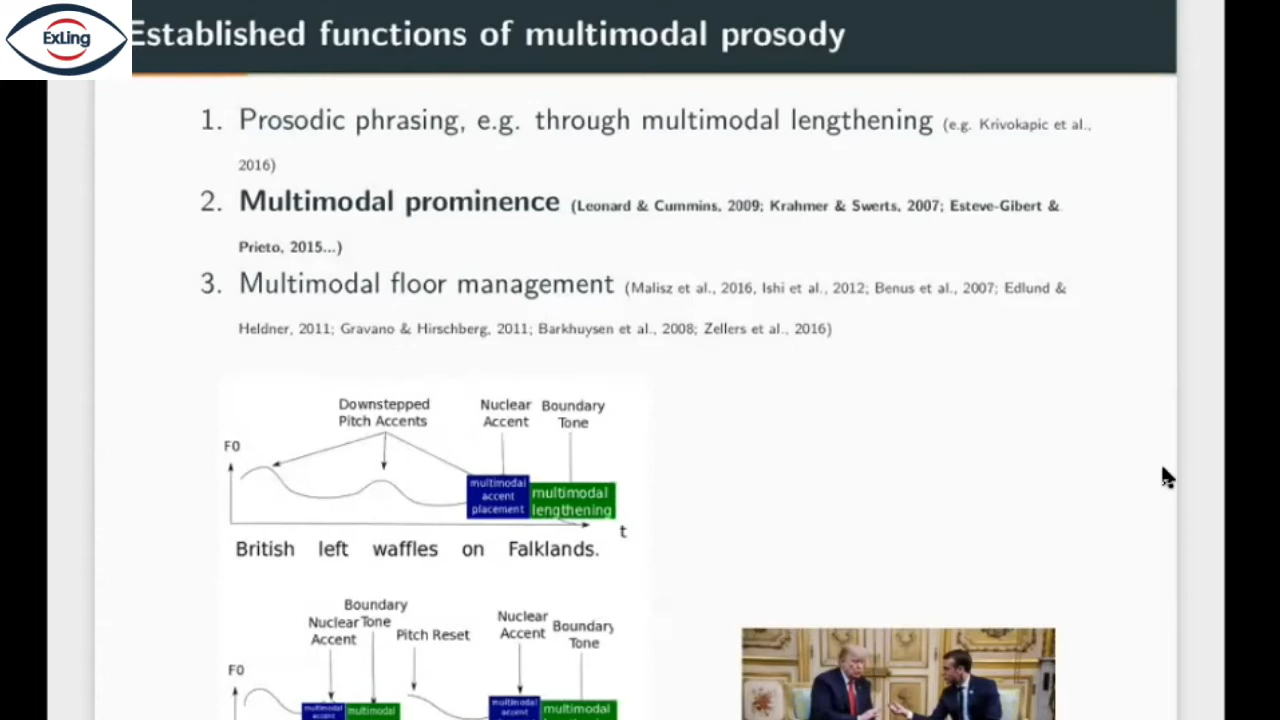 ExLing
Established functions of multimodal prosody
1. Prosodic phrasing, e.g. through multimodal lengthening (e.g. Krivokapic et al.,
2016)
2. Multimodal prominence (Leonard & Cummins, 2009; Krahmer & Swerts, 2007; Esteve-Gibert &
Prieto, 2015...)
3. Multimodal floor management (Malisz et al., 2016, Ishi et al., 2012; Benus et al., 2007; Edlund &
Heldner, 2011; Gravano & Hirschberg, 2011; Barkhuysen et al., 2008; Zellers et al., 2016)
Downstepped
Pitch Accents
Nuclear
Accent
Boundary
Tone
F0
multimodal
accent
placement
multimodal
lengthening
t
British left waffles on Falklands.
Boundary
Tone
Nuclear
Accent
Pitch Reset
Nuclear
Accent
Boundary
Tone
F0
multimodal
accent
multimodal
multimodal
accent
multimodal